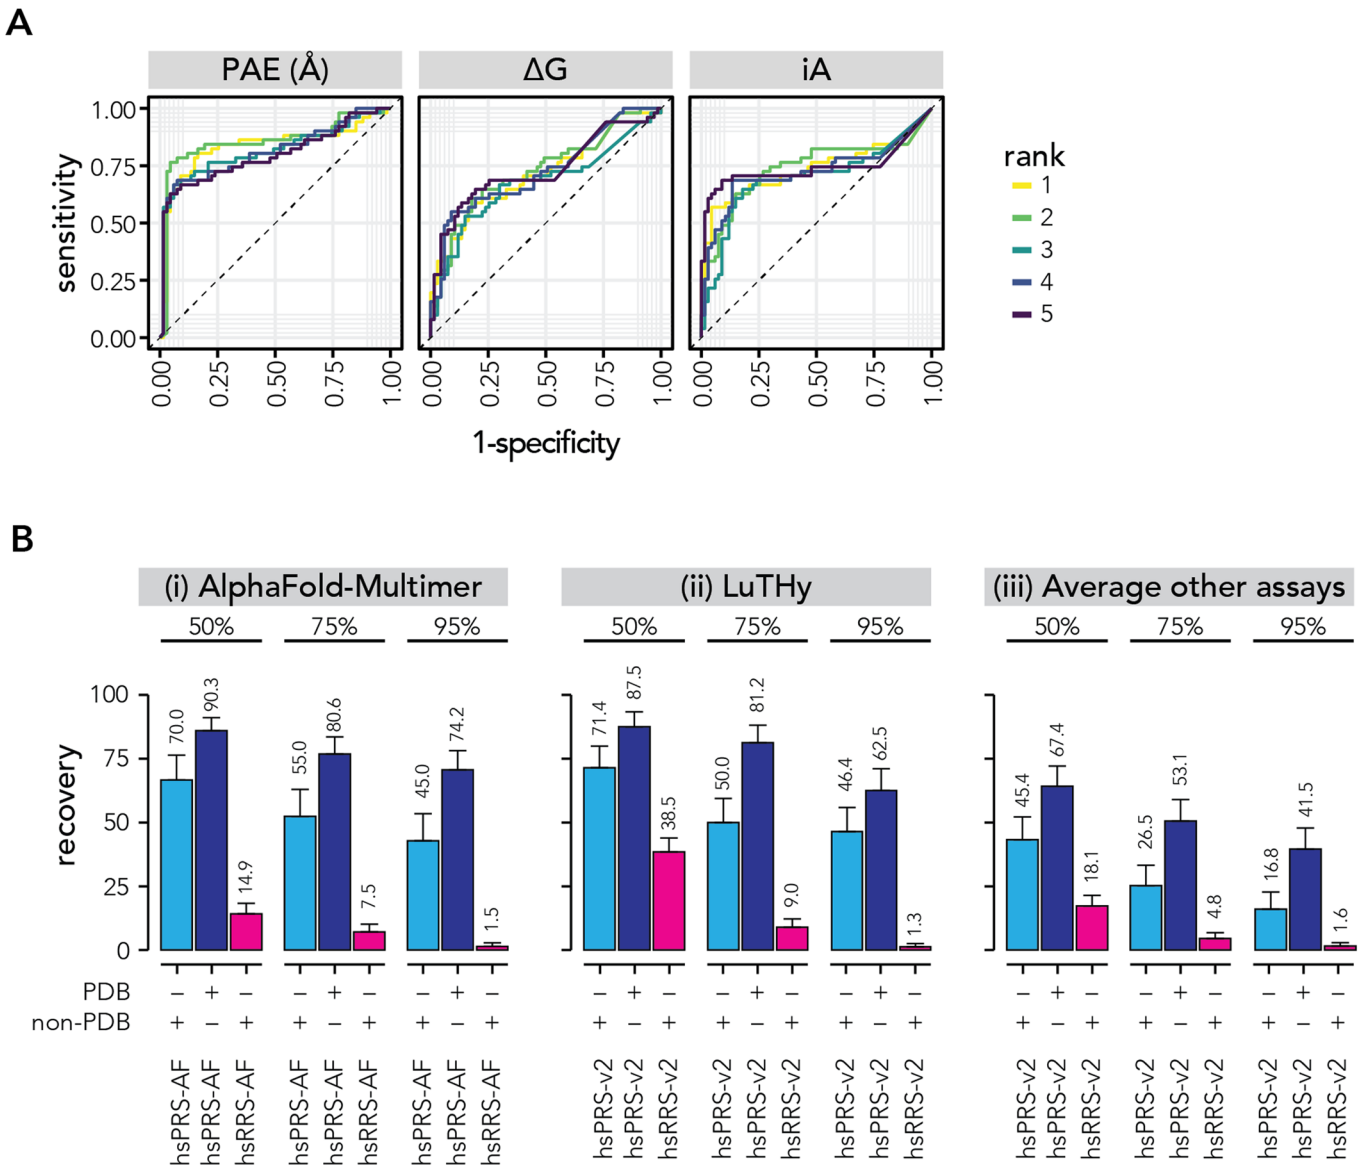 A
PAE (Å) ΔG iA
1.00
0.75
0.50
0.25
0.00
sensitivity
0.00 0.25 0.50 0.75 1.00 0.00 0.25 0.50 0.75 1.00 0.00 0.25 0.50 0.75 1.00
1-specificity
rank
1
2
3
4
5
B
(i) AlphaFold-Multimer (ii) LuTHy (iii) Average other assays
50% 75% 95% 50% 75% 95% 50% 75% 95%
100
75
50
25
0
recovery
70.0 90.3 14.9 55.0 80.6 7.5 45.0 74.2 1.5 71.4 87.5 38.5 50.0 81.2 9.0 46.4 62.5 1.3 45.4 67.4 18.1 26.5 53.1 4.8 16.8 41.5 1.6
PDB − + − − + − − + − − + − − + − − + − − + − − + − − + −
non-PDB + − + + − + + − + + − + + − + + − + + − + + − + + − +
hsPRS-AF hsPRS-AF hsRRS-AF hsPRS-AF hsPRS-AF hsRRS-AF hsPRS-AF hsPRS-AF hsRRS-AF hsPRS-v2 hsPRS-v2 hsRRS-v2 hsPRS-v2 hsPRS-v2 hsRRS-v2 hsPRS-v2 hsPRS-v2 hsRRS-v2 hsPRS-v2 hsPRS-v2 hsRRS-v2 hsPRS-v2 hsPRS-v2 hsRRS-v2 hsPRS-v2 hsPRS-v2 hsRRS-v2